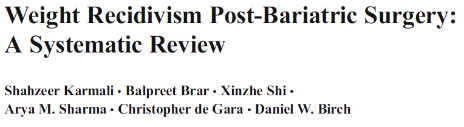 Weight Recidivism Post-Bariatric Surgery:
A Systematic Review
Shahzeer Karmali · Balpreet Brar · Xinzhe Shi ·
Arya M. Sharma · Christopher de Gara · Daniel W. Birch